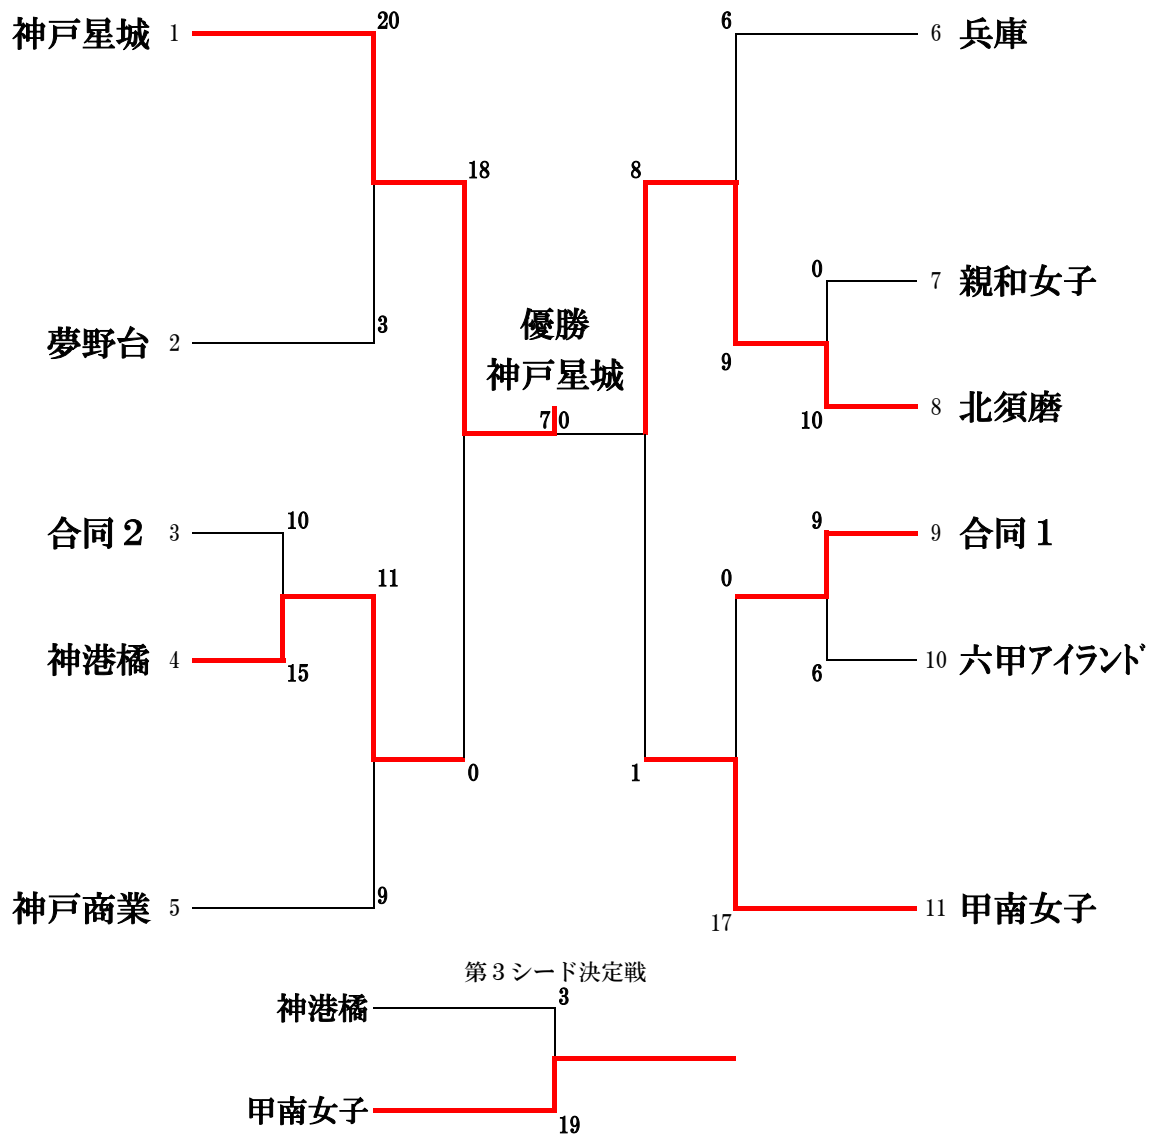 神戸星城 1 20 6 6 兵庫
18 8
0 7 親和女子
夢野台 2 3 優勝 9
神戸星城
7 0 10 8 北須磨
合同２ 3 10 9 9 合同１
11 0
神港橘 4 15 6 10 六甲アイランド
0 1
神戸商業 5 9 17 11 甲南女子
第３シード決定戦
神港橘 3
甲南女子 19